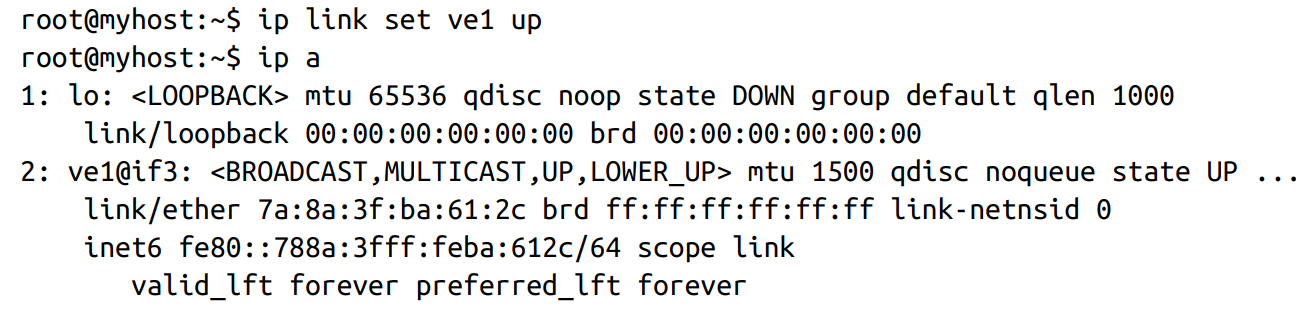 root@myhost:~$ ip link set ve1 up
root@myhost:~$ ip a
1: lo: <LOOPBACK> mtu 65536 qdisc noop state DOWN group default qlen 1000
    link/loopback 00:00:00:00:00:00 brd 00:00:00:00:00:00
2: ve1@if3: <BROADCAST,MULTICAST,UP,LOWER_UP> mtu 1500 qdisc noqueue state UP ...
    link/ether 7a:8a:3f:ba:61:2c brd ff:ff:ff:ff:ff:ff link-netnsid 0
    inet6 fe80::788a:3fff:feba:612c/64 scope link
       valid_lft forever preferred_lft forever